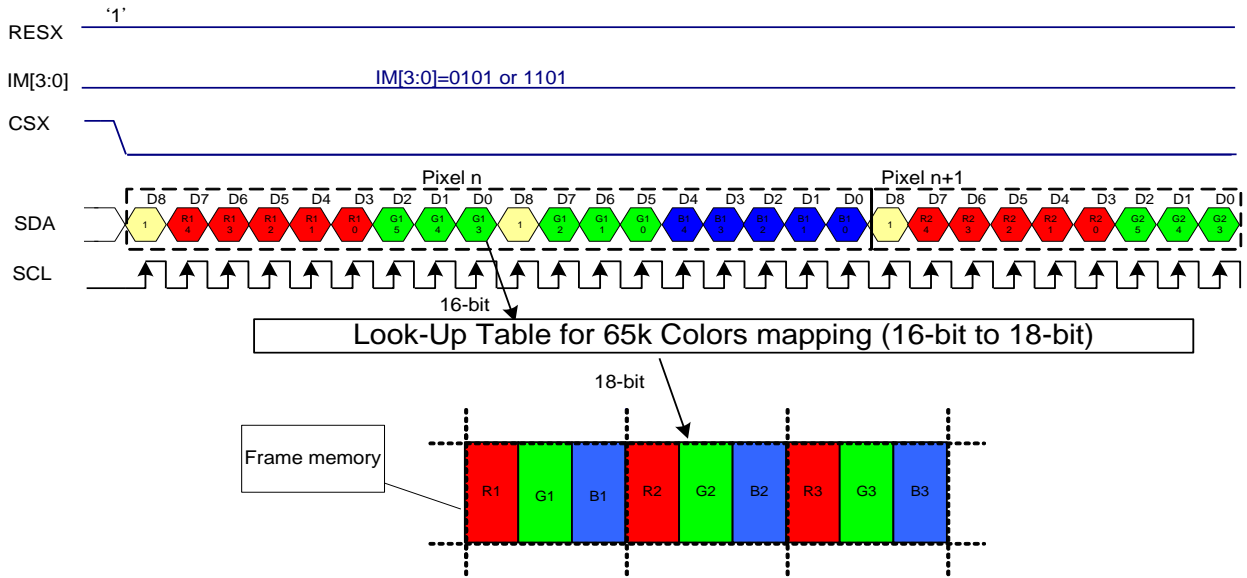 '1'
RESX
IM[3:0]
IM[3:0]=0101 or 1101
CSX
Pixel n
Pixel n+1
D8 D7 D6 D5 D4 D3 D2 D1 D0 D8 D7 D6 D5 D4 D3 D2 D1 D0 D8 D7 D6 D5 D4 D3 D2 D1 D0
SDA
1 R1 4 R1 3 R1 2 R1 1 R1 0 G1 5 G1 4 G1 3 1 G1 2 G1 1 G1 0 B1 4 B1 3 B1 2 B1 1 B1 0 1 R2 4 R2 3 R2 2 R2 1 R2 0 G2 5 G2 4 G2 3
SCL
16-bit
Look-Up Table for 65k Colors mapping (16-bit to 18-bit)
18-bit
Frame memory
R1 G1 B1 R2 G2 B2 R3 G3 B3